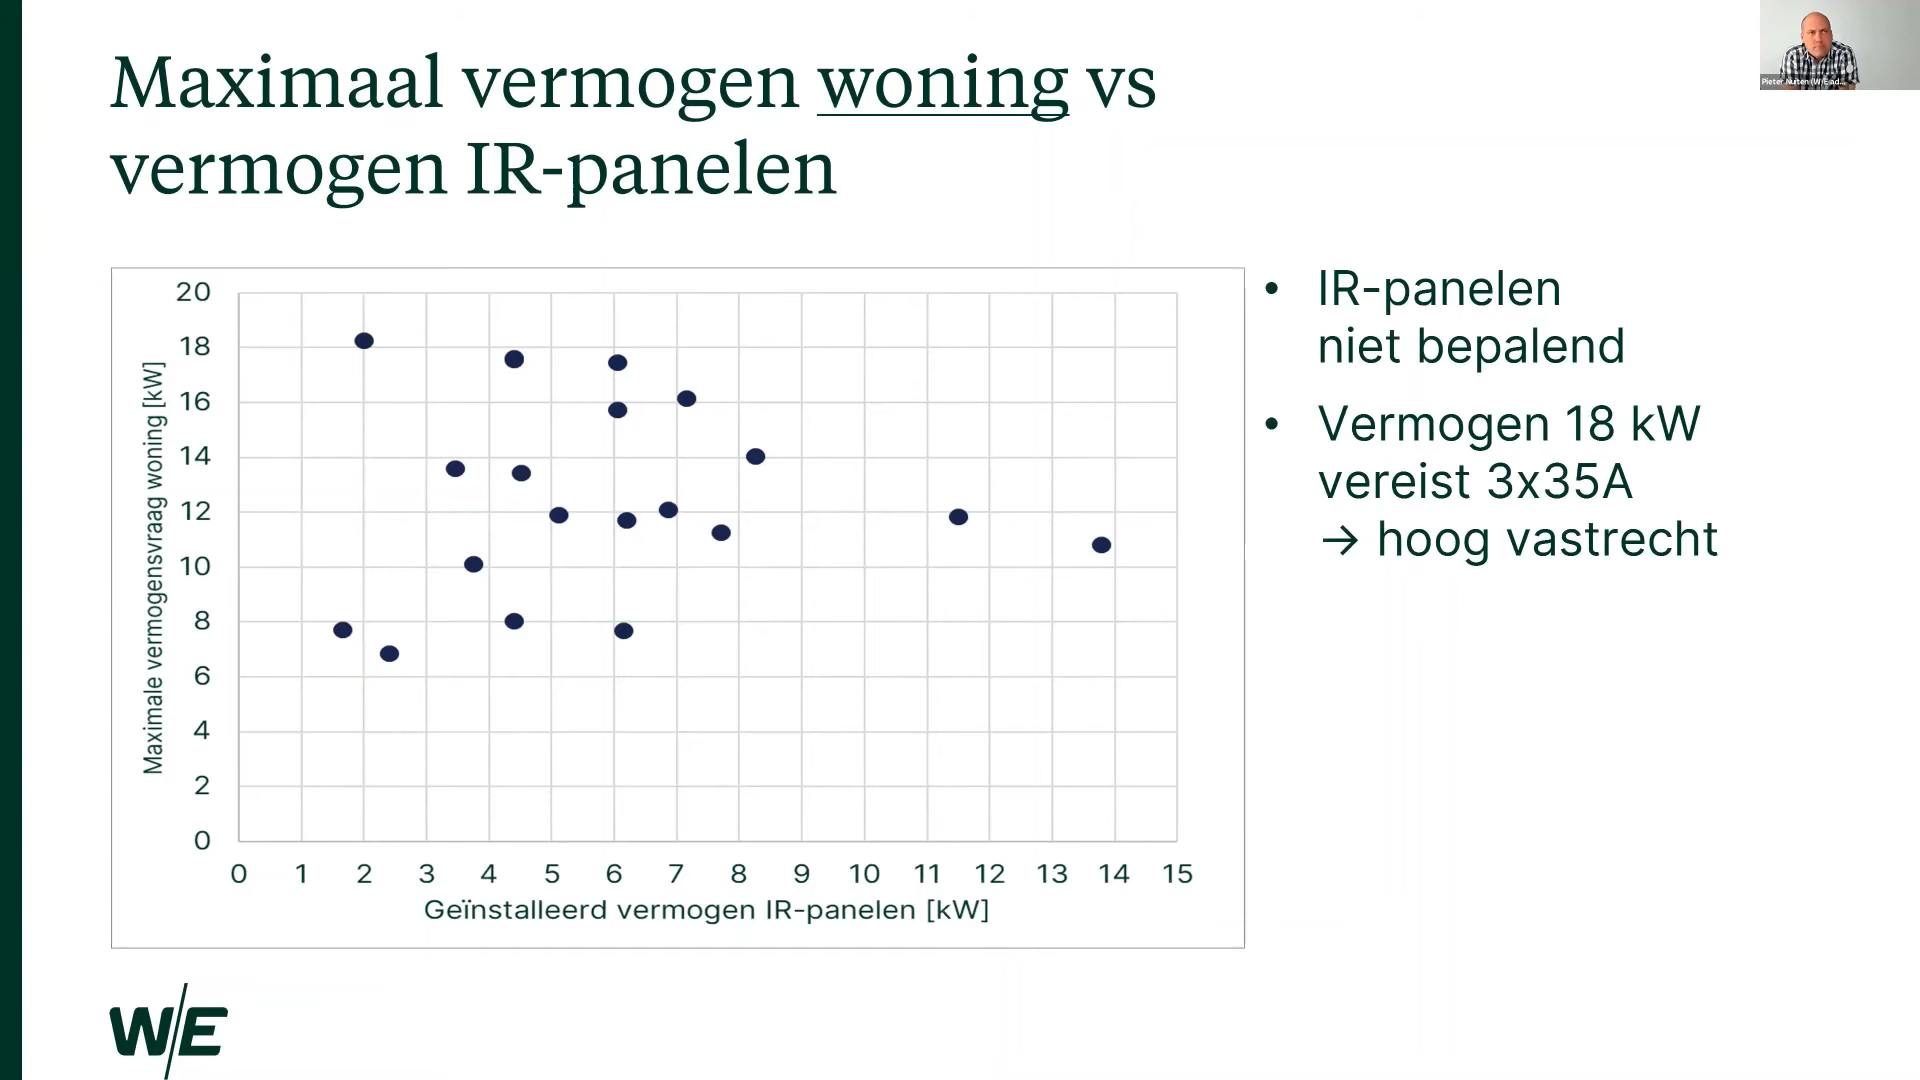 Maximaal vermogen woning vs
vermogen IR-panelen
20
18
16
14
12
10
8
6
4
2
0
Maximale vermogensvraag woning [kW]
0 1 2 3 4 5 6 7 8 9 10 11 12 13 14 15
Geïnstalleerd vermogen IR-panelen [kW]
• IR-panelen
niet bepalend
• Vermogen 18 kW
vereist 3x35A
→ hoog vastrecht
W/E
Pieter